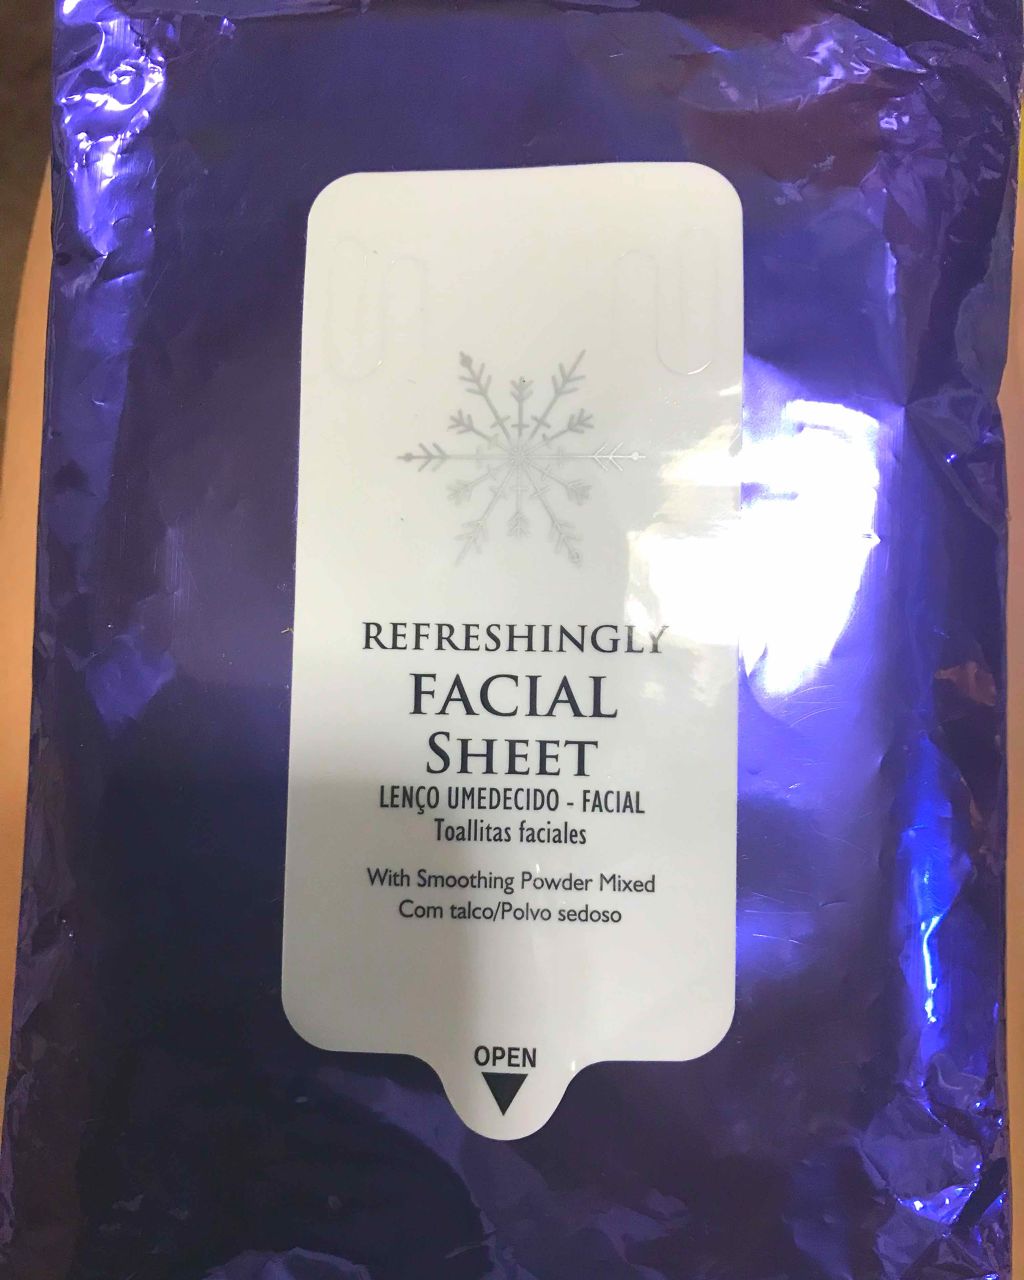 REFRESHINGLY
FACIAL
SHEET
LENÇO UMEDECIDO - FACIAL
Toallitas faciales
With Smoothing Powder Mixed
Com talco/Polvo sedoso
OPEN